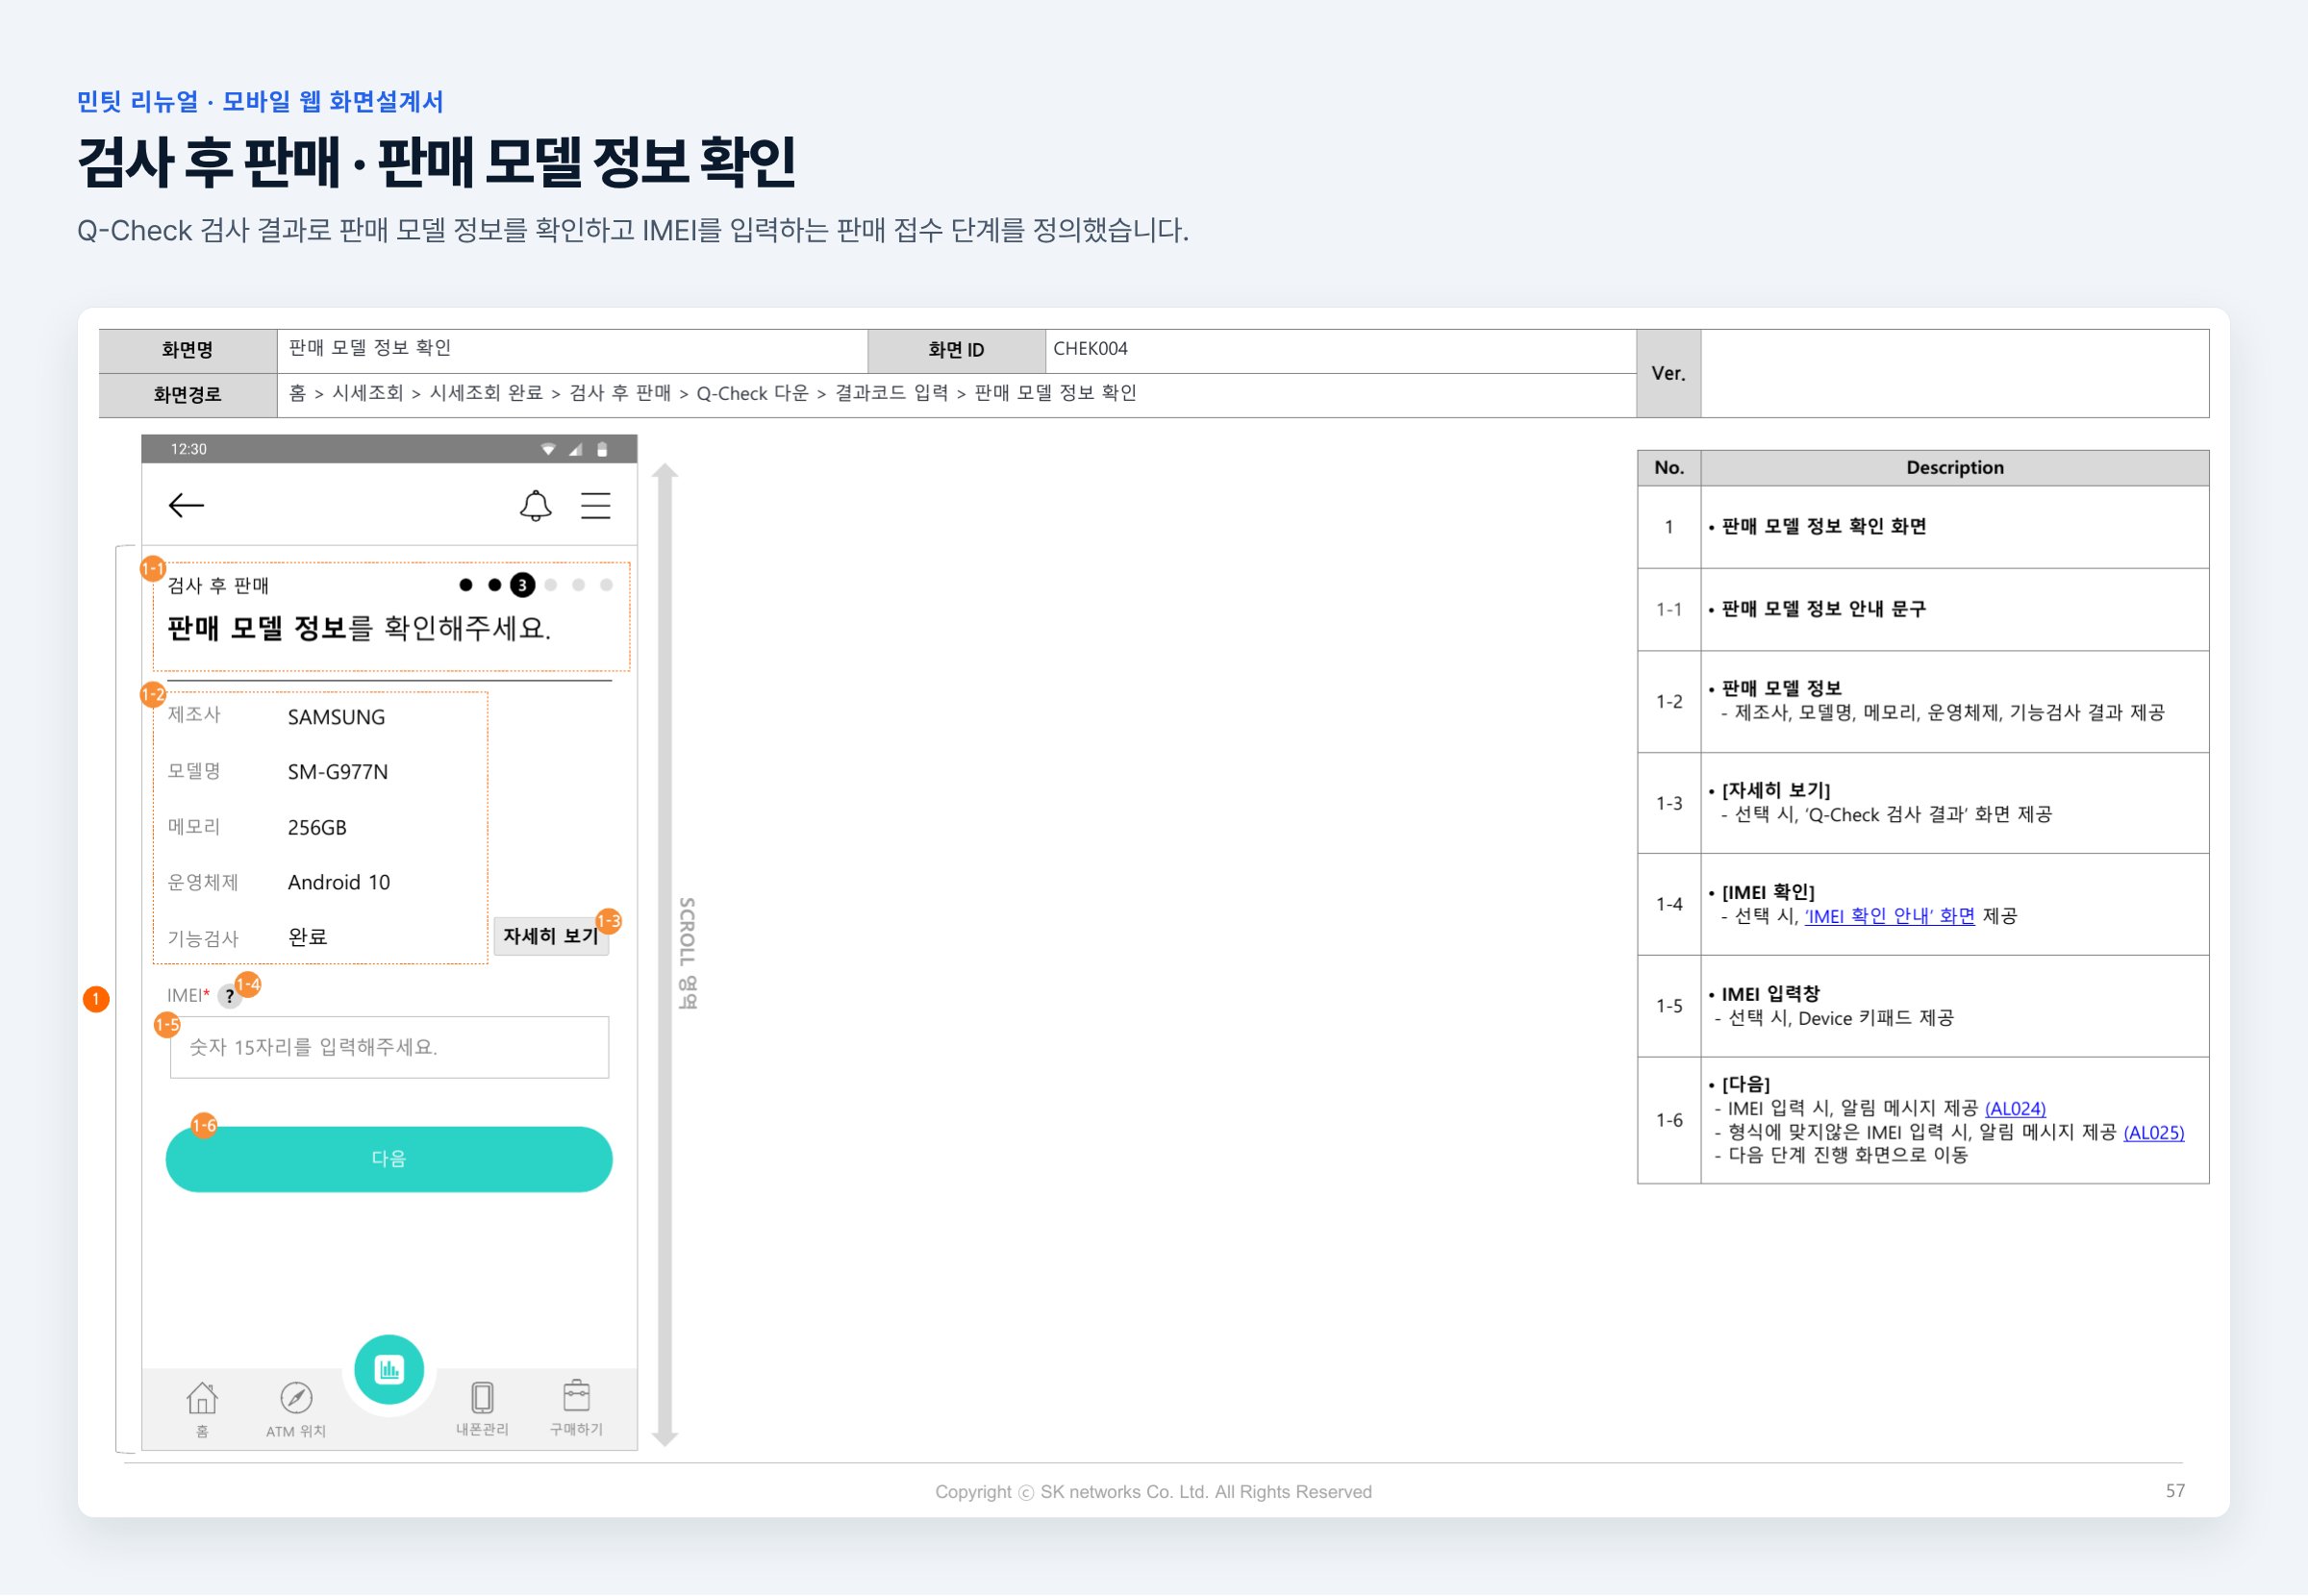 민팃 리뉴얼 · 모바일 웹 화면설계서
검사 후 판매 · 판매 모델 정보 확인
Q-Check 검사 결과로 판매 모델 정보를 확인하고 IMEI를 입력하는 판매 접수 단계를 정의했습니다.
화면명
판매 모델 정보 확인
화면 ID
CHEK004
Ver.
화면경로
홈 > 시세조회 > 시세조회 완료 > 검사 후 판매 > Q-Check 다운 > 결과코드 입력 > 판매 모델 정보 확인
12:30
1-1
검사 후 판매
3
판매 모델 정보를 확인해주세요.
1-2
제조사 SAMSUNG
모델명 SM-G977N
메모리 256GB
운영체제 Android 10
기능검사 완료
자세히 보기
1-3
1
IMEI* ?
1-4
1-5
숫자 15자리를 입력해주세요.
1-6
다음
홈
ATM 위치
내폰관리
구매하기
SCROLL 영역
No. Description
1 • 판매 모델 정보 확인 화면
1-1 • 판매 모델 정보 안내 문구
1-2 • 판매 모델 정보
- 제조사, 모델명, 메모리, 운영체제, 기능검사 결과 제공
1-3 • [자세히 보기]
- 선택 시, ‘Q-Check 검사 결과’ 화면 제공
1-4 • [IMEI 확인]
- 선택 시, ‘IMEI 확인 안내’ 화면 제공
1-5 • IMEI 입력창
- 선택 시, Device 키패드 제공
1-6 • [다음]
- IMEI 입력 시, 알림 메시지 제공 (AL024)
- 형식에 맞지않은 IMEI 입력 시, 알림 메시지 제공 (AL025)
- 다음 단계 진행 화면으로 이동
Copyright ⓒ SK networks Co. Ltd. All Rights Reserved
57